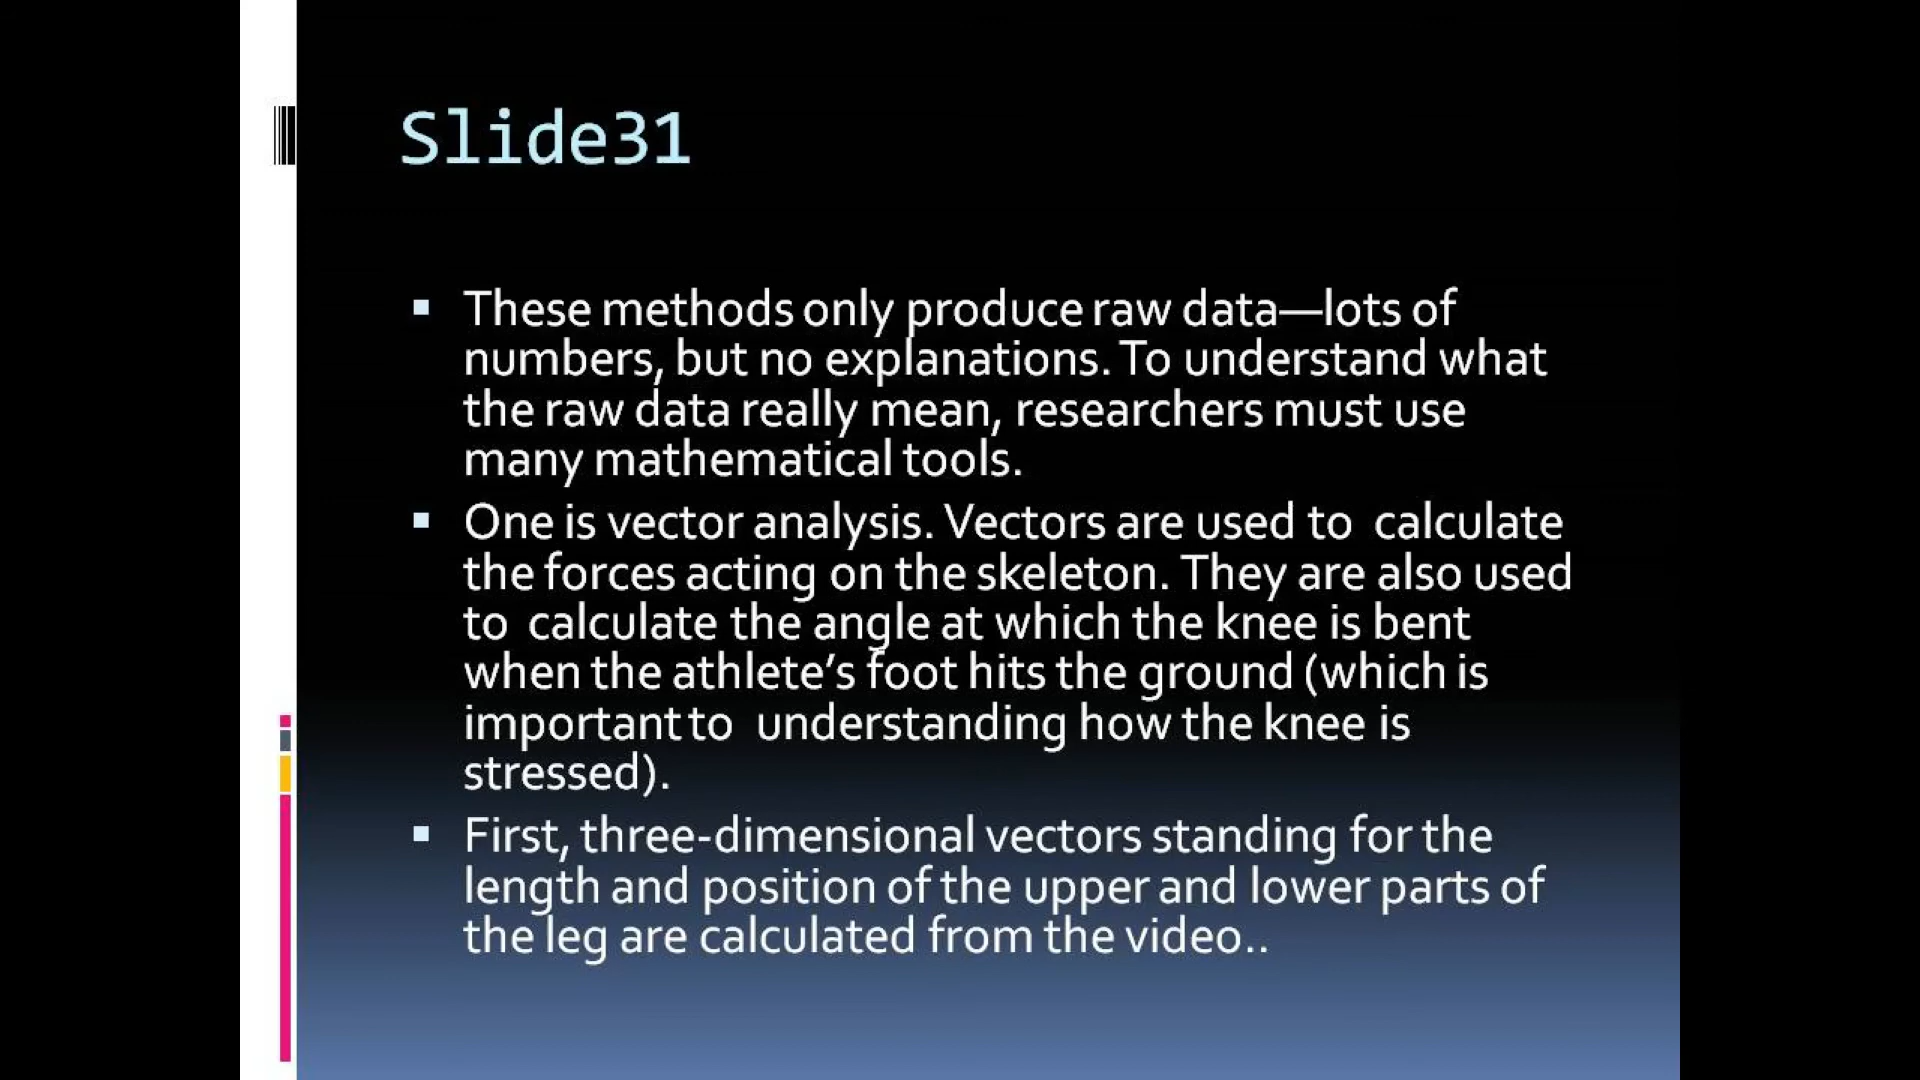 Slide31
These methods only produce raw data—lots of
numbers, but no explanations. To understand what
the raw data really mean, researchers must use
many mathematical tools.
One is vector analysis. Vectors are used to  calculate
the forces acting on the skeleton. They are also used
to  calculate the angle at which the knee is bent
when the athlete’s foot hits the ground (which is
important to  understanding how the knee is
stressed).
First, three-dimensional vectors standing for the
length and position of the upper and lower parts of
the leg are calculated from the video..